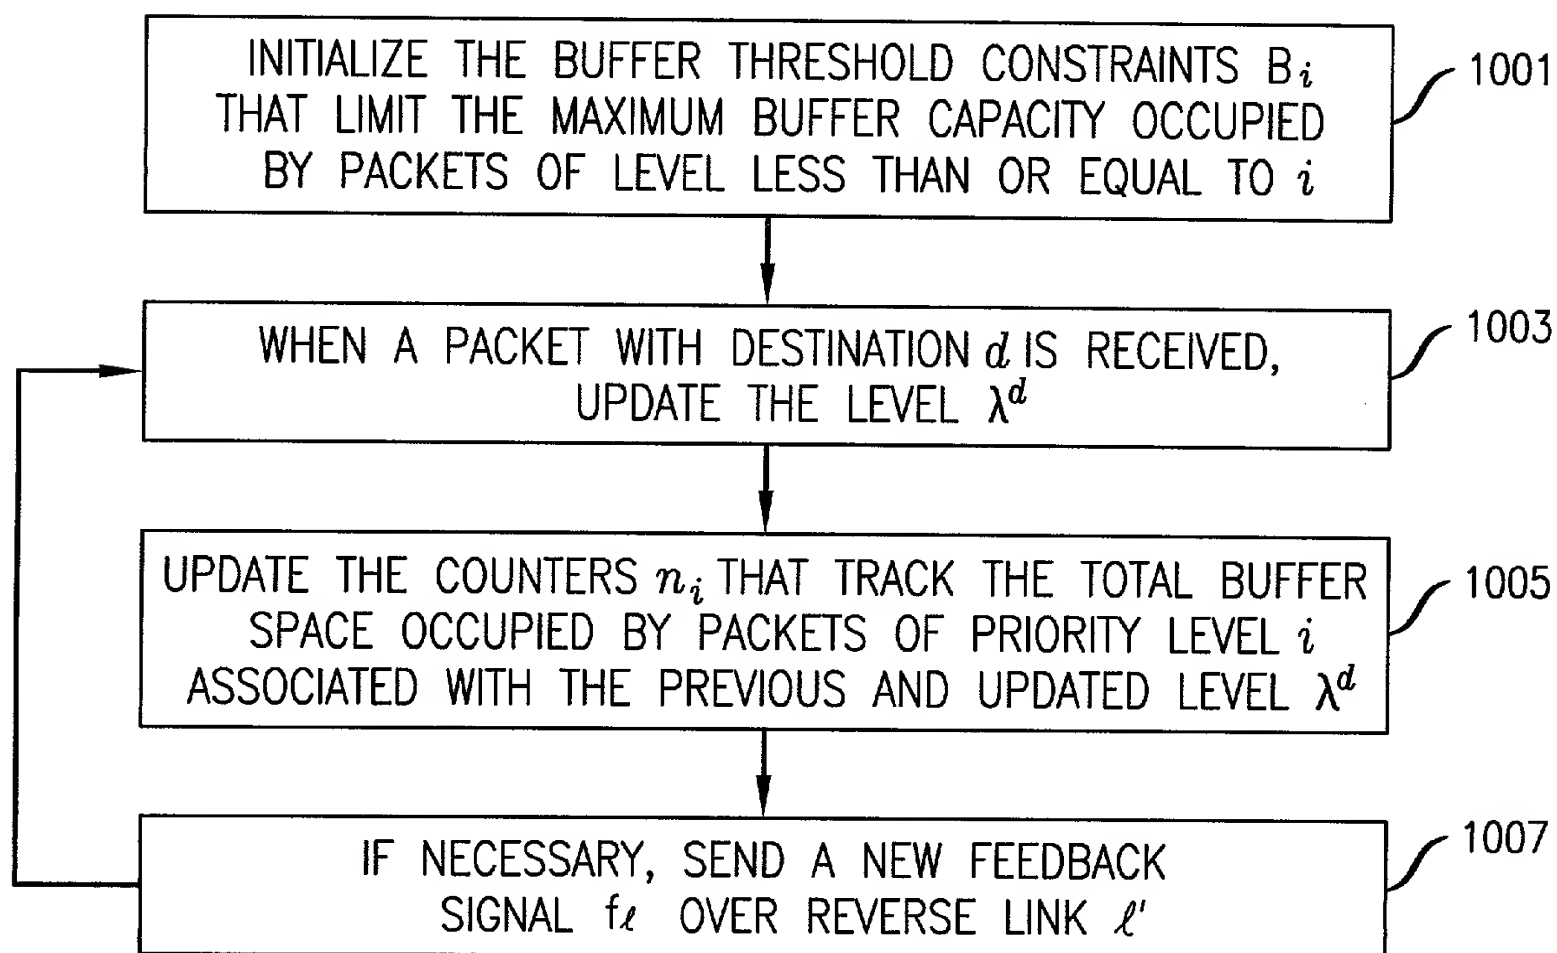 INITIALIZE THE BUFFER THRESHOLD CONSTRAINTS Bᵢ
THAT LIMIT THE MAXIMUM BUFFER CAPACITY OCCUPIED
BY PACKETS OF LEVEL LESS THAN OR EQUAL TO i
1001
WHEN A PACKET WITH DESTINATION d IS RECEIVED,
UPDATE THE LEVEL λᵈ
1003
UPDATE THE COUNTERS nᵢ THAT TRACK THE TOTAL BUFFER
SPACE OCCUPIED BY PACKETS OF PRIORITY LEVEL i
ASSOCIATED WITH THE PREVIOUS AND UPDATED LEVEL λᵈ
1005
IF NECESSARY, SEND A NEW FEEDBACK
SIGNAL fℓ OVER REVERSE LINK ℓ'
1007